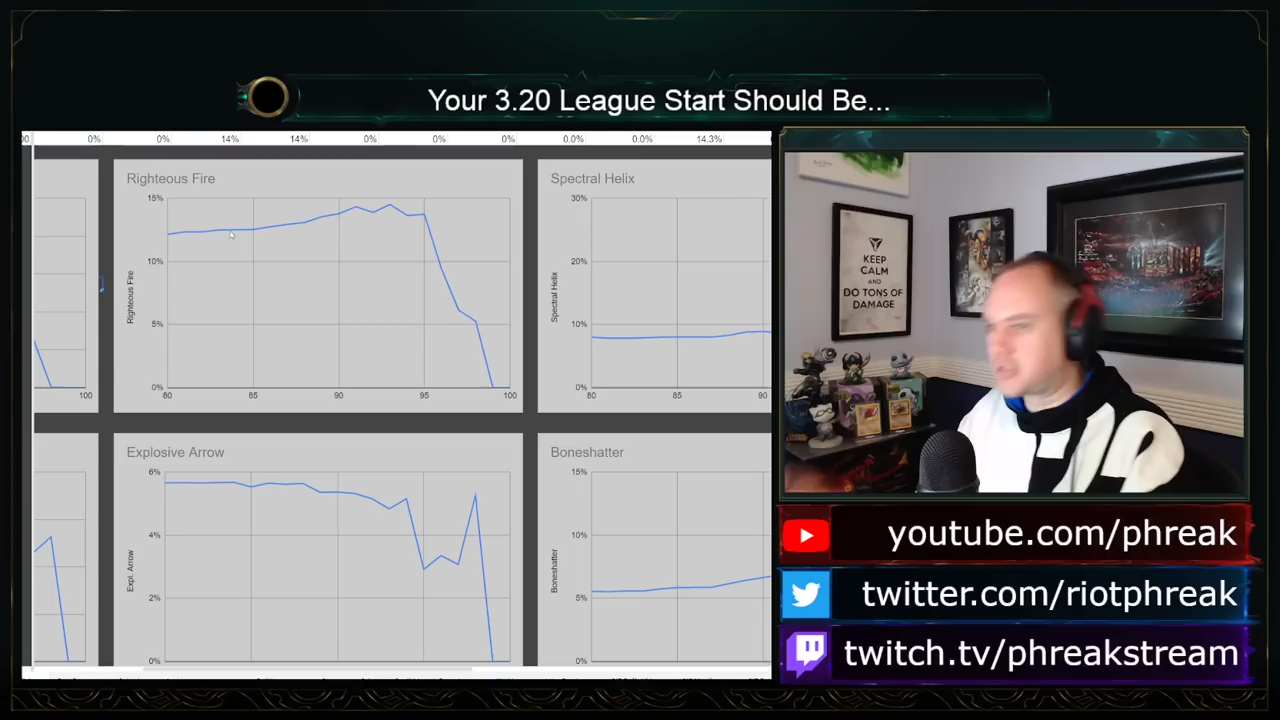 Your 3.20 League Start Should Be...
0% 14% 14% 0% 0% 0% 0.0% 0.0% 14.3%
100
Righteous Fire
15%
10%
5%
0%
Righteous Fire
80 85 90 95 100
Spectral Helix
30%
20%
10%
0%
Spectral Helix
80 85 90
Explosive Arrow
6%
4%
2%
0%
Expl. Arrow
Boneshatter
15%
10%
5%
0%
Boneshatter
KEEP
CALM
AND
DO TONS OF
DAMAGE
youtube.com/phreak
twitter.com/riotphreak
twitch.tv/phreakstream